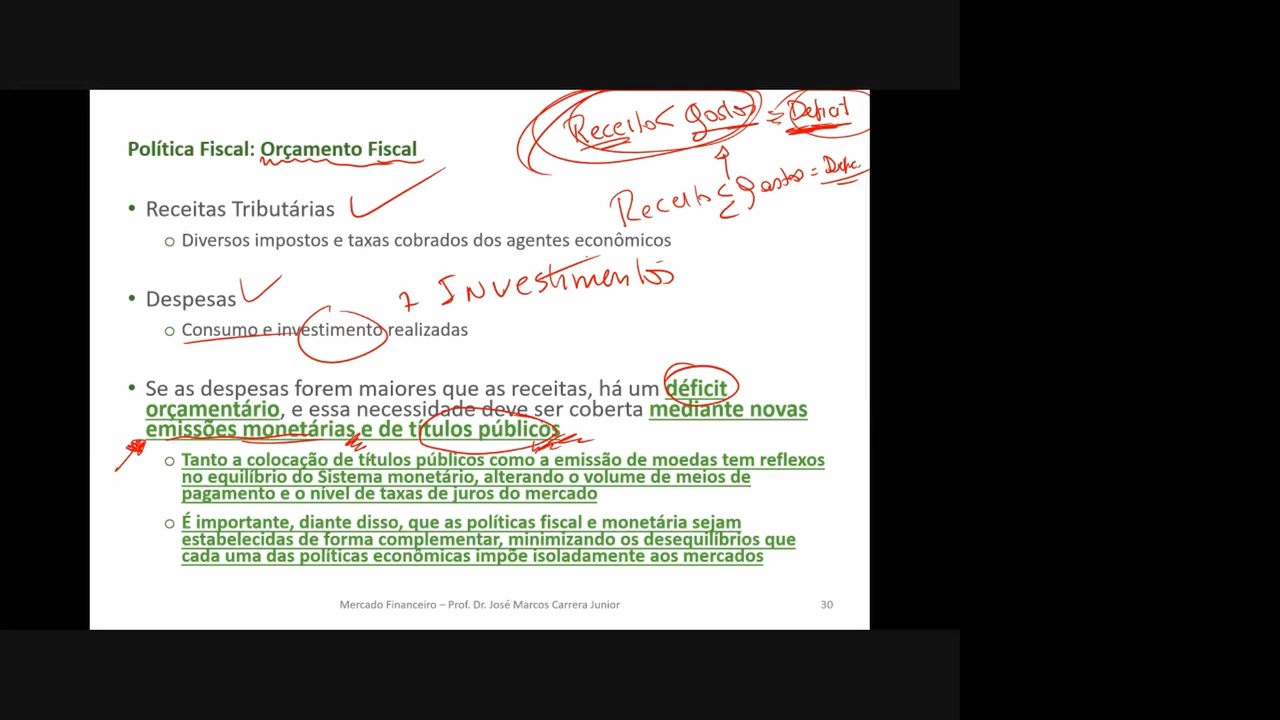 Receita < gastos = Deficit
Política Fiscal: Orçamento Fiscal
Receita < gastos =
• Receitas Tributárias
○ Diversos impostos e taxas cobrados dos agentes econômicos
Investimentos
• Despesas
○ Consumo e investimento realizadas
• Se as despesas forem maiores que as receitas, há um déficit
orçamentário, e essa necessidade deve ser coberta mediante novas
emissões monetárias e de títulos públicos
○ Tanto a colocação de títulos públicos como a emissão de moedas tem reflexos
no equilíbrio do Sistema monetário, alterando o volume de meios de
pagamento e o nível de taxas de juros do mercado
○ É importante, diante disso, que as políticas fiscal e monetária sejam
estabelecidas de forma complementar, minimizando os desequilíbrios que
cada uma das políticas econômicas impõe isoladamente aos mercados
Mercado Financeiro – Prof. Dr. José Marcos Carrera Junior 30